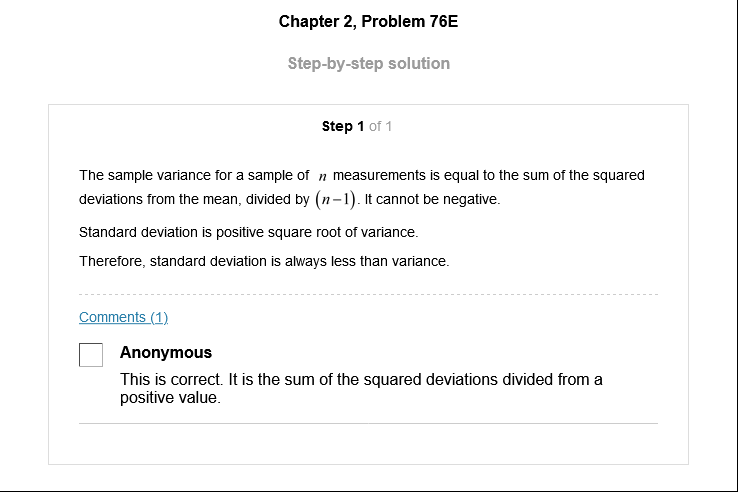 Chapter 2, Problem 76E
Step-by-step solution
Step 1 of 1
The sample variance for a sample of n measurements is equal to the sum of the squared
deviations from the mean, divided by (n−1). It cannot be negative.
Standard deviation is positive square root of variance.
Therefore, standard deviation is always less than variance.
Comments (1)
Anonymous
This is correct. It is the sum of the squared deviations divided from a
positive value.